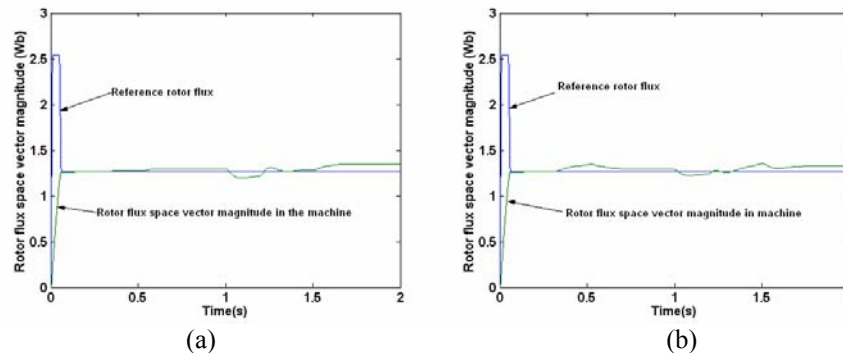 Rotor flux space vector magnitude (Wb)
3
2.5
2
1.5
1
0.5
0
Reference rotor flux
Rotor flux space vector magnitude in the machine
0
0.5
1
1.5
2
Time(s)
(a)
Rotor flux space vector magnitude (Wb)
3
2.5
2
1.5
1
0.5
0
Reference rotor flux
Rotor flux space vector magnitude in machine
0
0.5
1
1.5
2
Time(s)
(b)